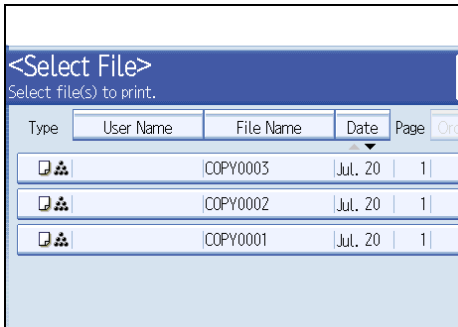 <Select File>
Select file(s) to print.
Type User Name File Name Date Page Ord
COPY0003 Jul. 20 1
COPY0002 Jul. 20 1
COPY0001 Jul. 20 1